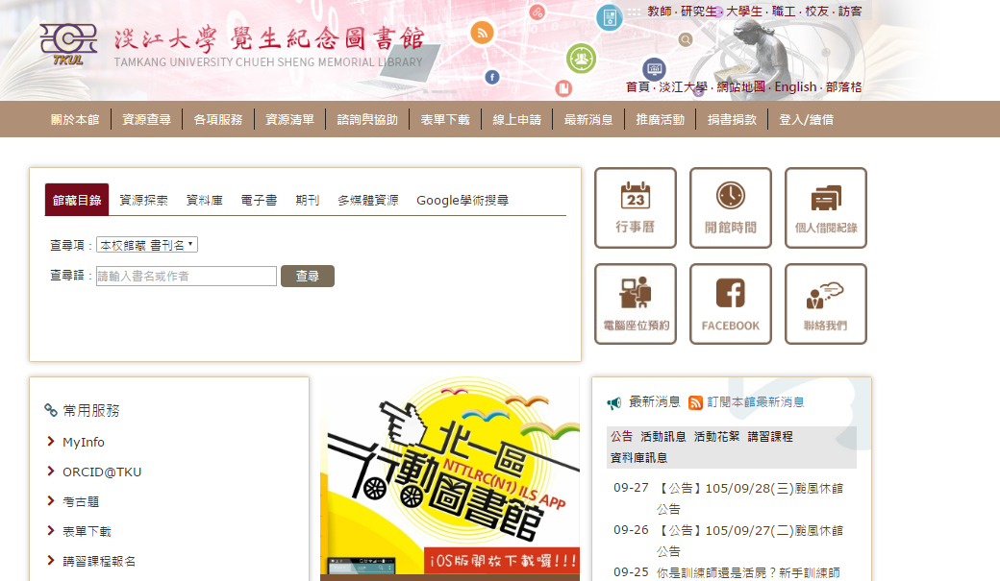 教師 · 研究生 · 大學生 · 職工 · 校友 · 訪客
淡江大學 覺生紀念圖書館
TKUL
TAMKANG UNIVERSITY CHUEH SHENG MEMORIAL LIBRARY
首頁 · 淡江大學 · 網站地圖 · English · 部落格
關於本館 資源查尋 各項服務 資源清單 諮詢與協助 表單下載 線上申請 最新消息 推廣活動 捐書捐款 登入/續借
館藏目錄 資源探索 資料庫 電子書 期刊 多媒體資源 Google學術搜尋
查尋項：本校館藏 書刊名
查尋語：請輸入書名或作者 查尋
23
行事曆 開館時間 個人借閱紀錄
電腦座位預約 FACEBOOK 聯絡我們
常用服務
MyInfo
ORCID@TKU
考古題
表單下載
講習課程報名
北一區
NTTLRC(N1) ILS APP
行動圖書館
iOS版開放下載囉!!!
最新消息 訂閱本館最新消息
公告 活動訊息 活動花絮 講習課程
資料庫訊息
09-27 【公告】105/09/28(三)颱風休館
公告
09-26 【公告】105/09/27(二)颱風休館
公告
09-25 你是訓練師還是活屍？新手訓練師